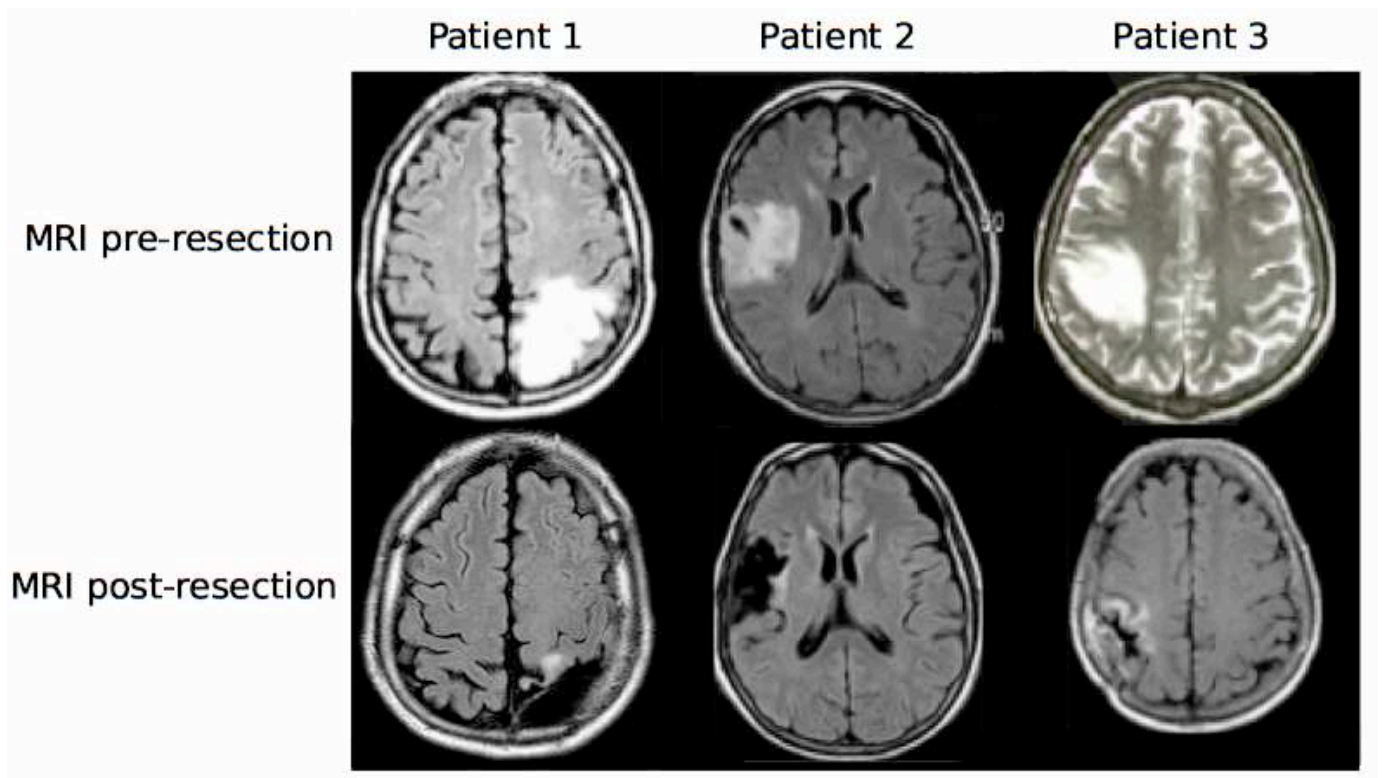 Patient 1
Patient 2
Patient 3
MRI pre-resection
MRI post-resection